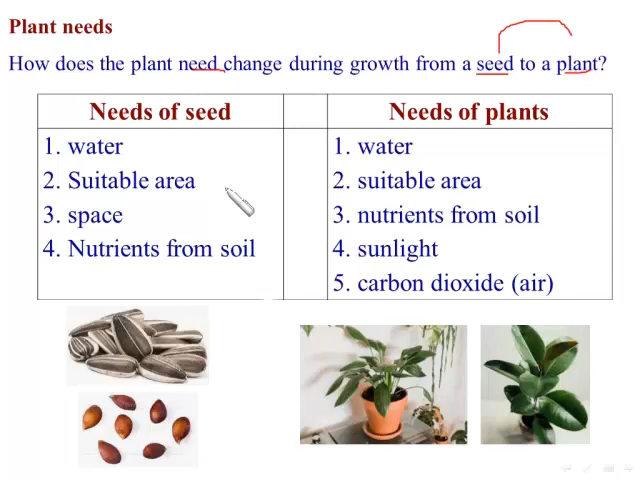 Plant needs
How does the plant need change during growth from a seed to a plant?
Needs of seed
Needs of plants
1. water
2. Suitable area
3. space
4. Nutrients from soil
1. water
2. suitable area
3. nutrients from soil
4. sunlight
5. carbon dioxide (air)